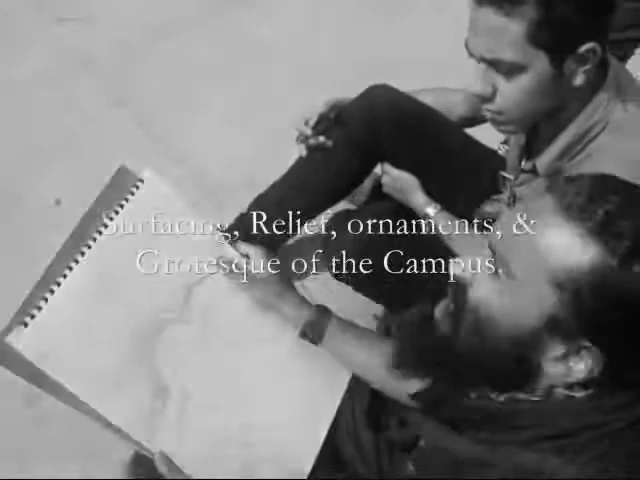 Surfacing, Relief, ornaments, &
Grotesque of the Campus.